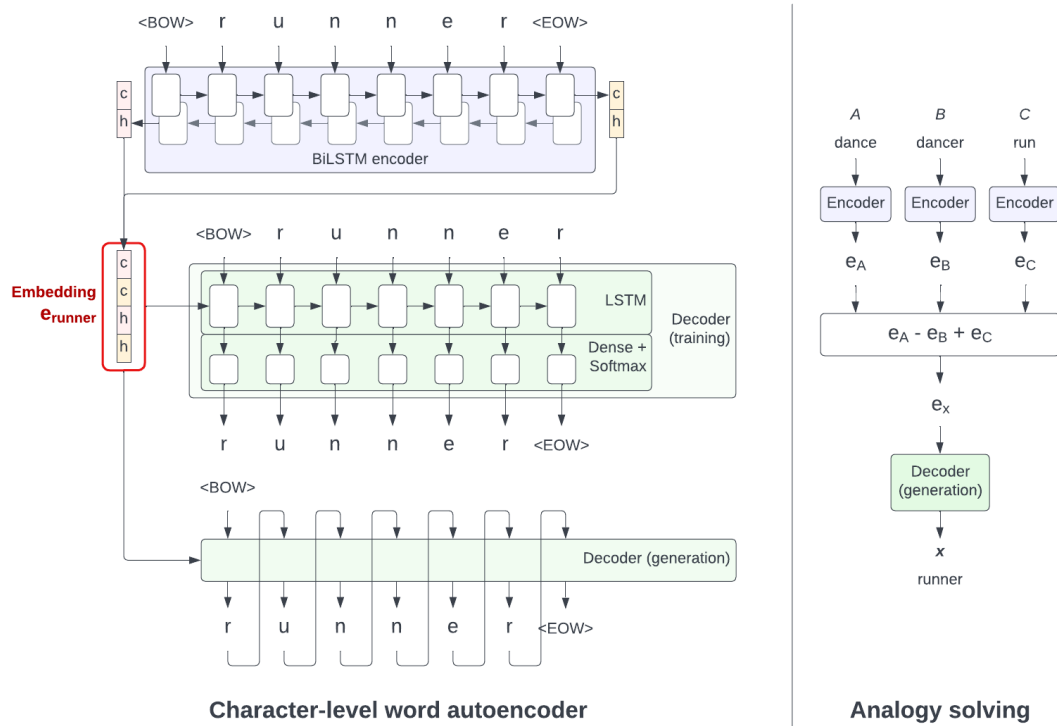 <BOW> r u n n e r <EOW>
c c
h h
BiLSTM encoder
<BOW> r u n n e r
c
c
h
h
Embedding
e_runner
LSTM
Decoder
(training)
Dense +
Softmax
r u n n e r <EOW>
<BOW>
Decoder (generation)
r u n n e r <EOW>
Character-level word autoencoder
A B C
dance dancer run
Encoder Encoder Encoder
e_A e_B e_C
e_A - e_B + e_C
e_x
Decoder
(generation)
x
runner
Analogy solving